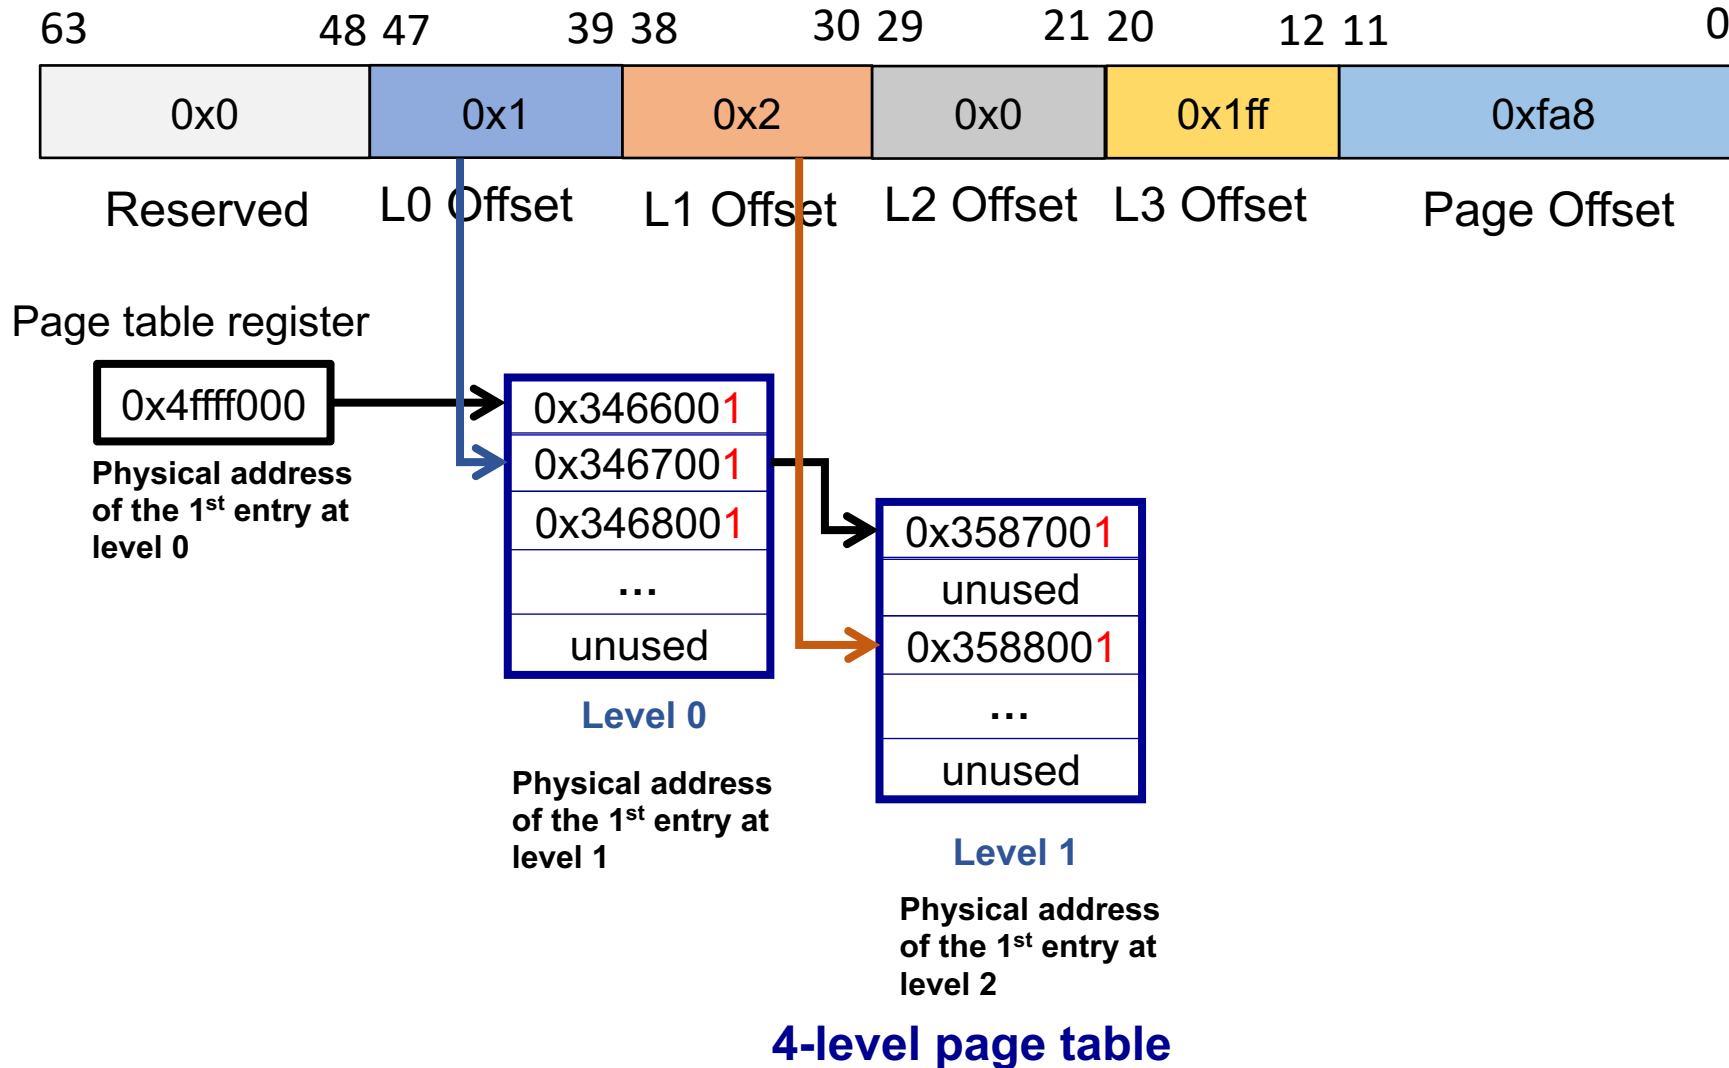 63 48 47 39 38 30 29 21 20 12 11 0
0x0 0x1 0x2 0x0 0x1ff 0xfa8
Reserved L0 Offset L1 Offset L2 Offset L3 Offset Page Offset
Page table register
0x4ffff000
Physical address
of the 1st entry at
level 0
0x3466001
0x3467001
0x3468001
...
unused
Level 0
Physical address
of the 1st entry at
level 1
0x3587001
unused
0x3588001
...
unused
Level 1
Physical address
of the 1st entry at
level 2
4-level page table